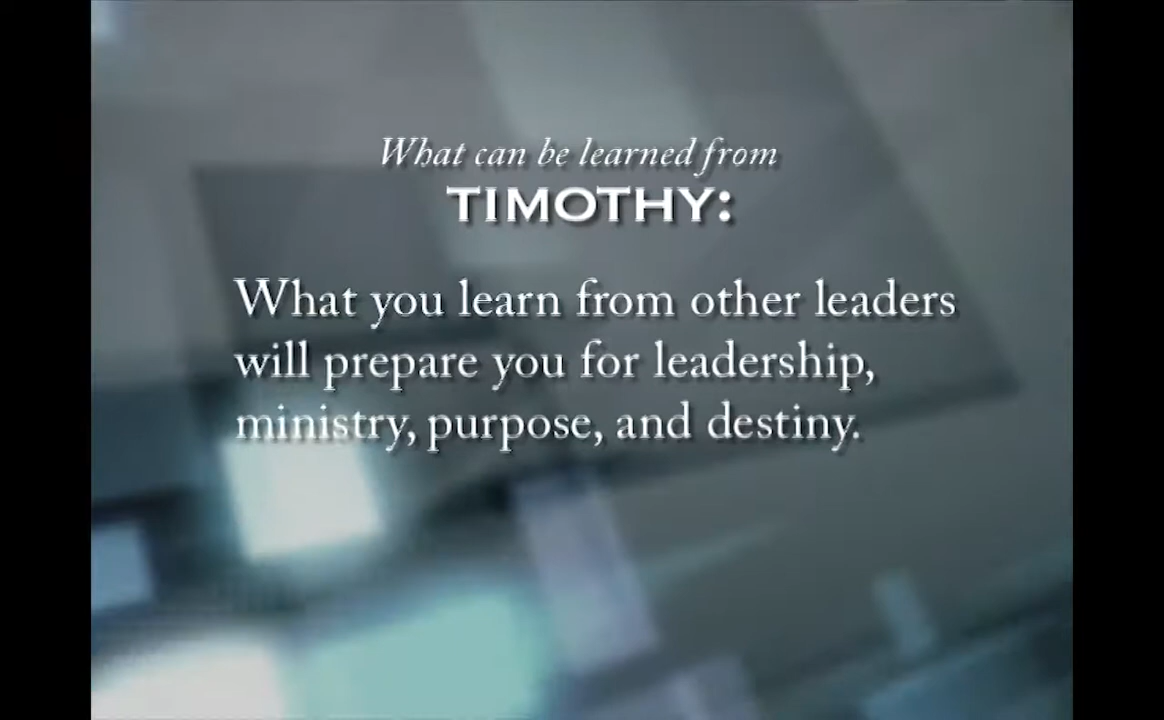 What can be learned from
TIMOTHY:
What you learn from other leaders
will prepare you for leadership,
ministry, purpose, and destiny.